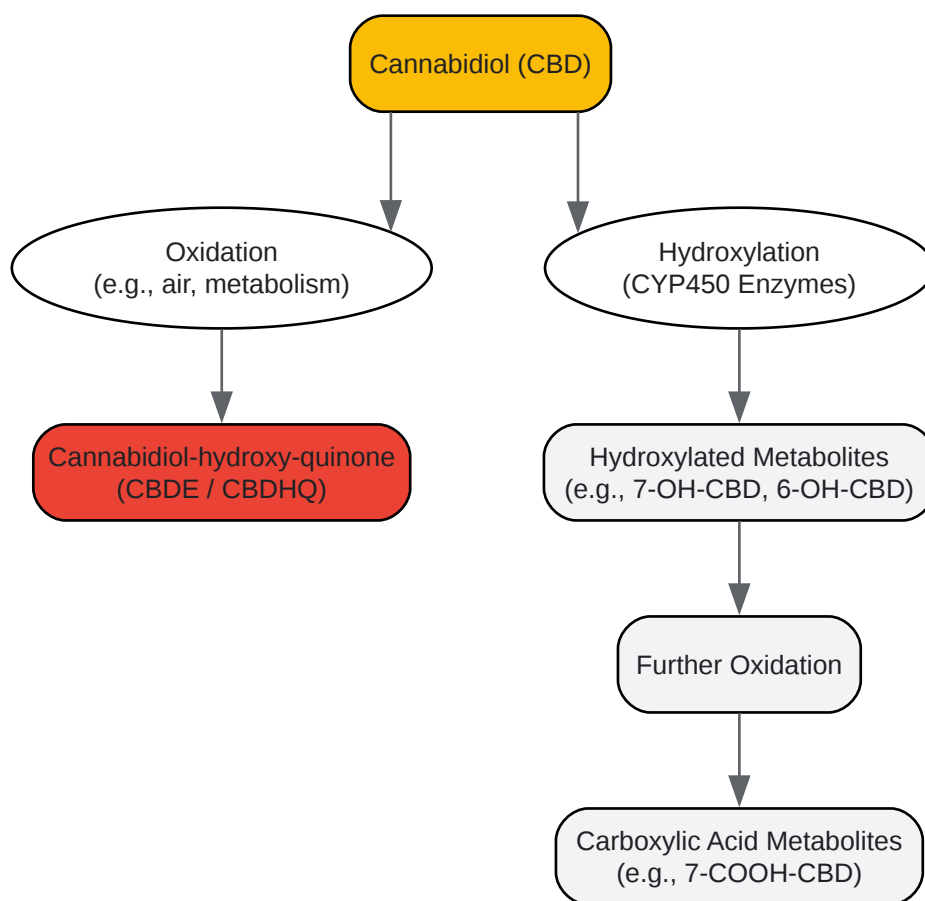 Cannabidiol (CBD)
Oxidation
(e.g., air, metabolism)
Hydroxylation
(CYP450 Enzymes)
Cannabidiol-hydroxy-quinone
(CBDE / CBDHQ)
Hydroxylated Metabolites
(e.g., 7-OH-CBD, 6-OH-CBD)
Further Oxidation
Carboxylic Acid Metabolites
(e.g., 7-COOH-CBD)